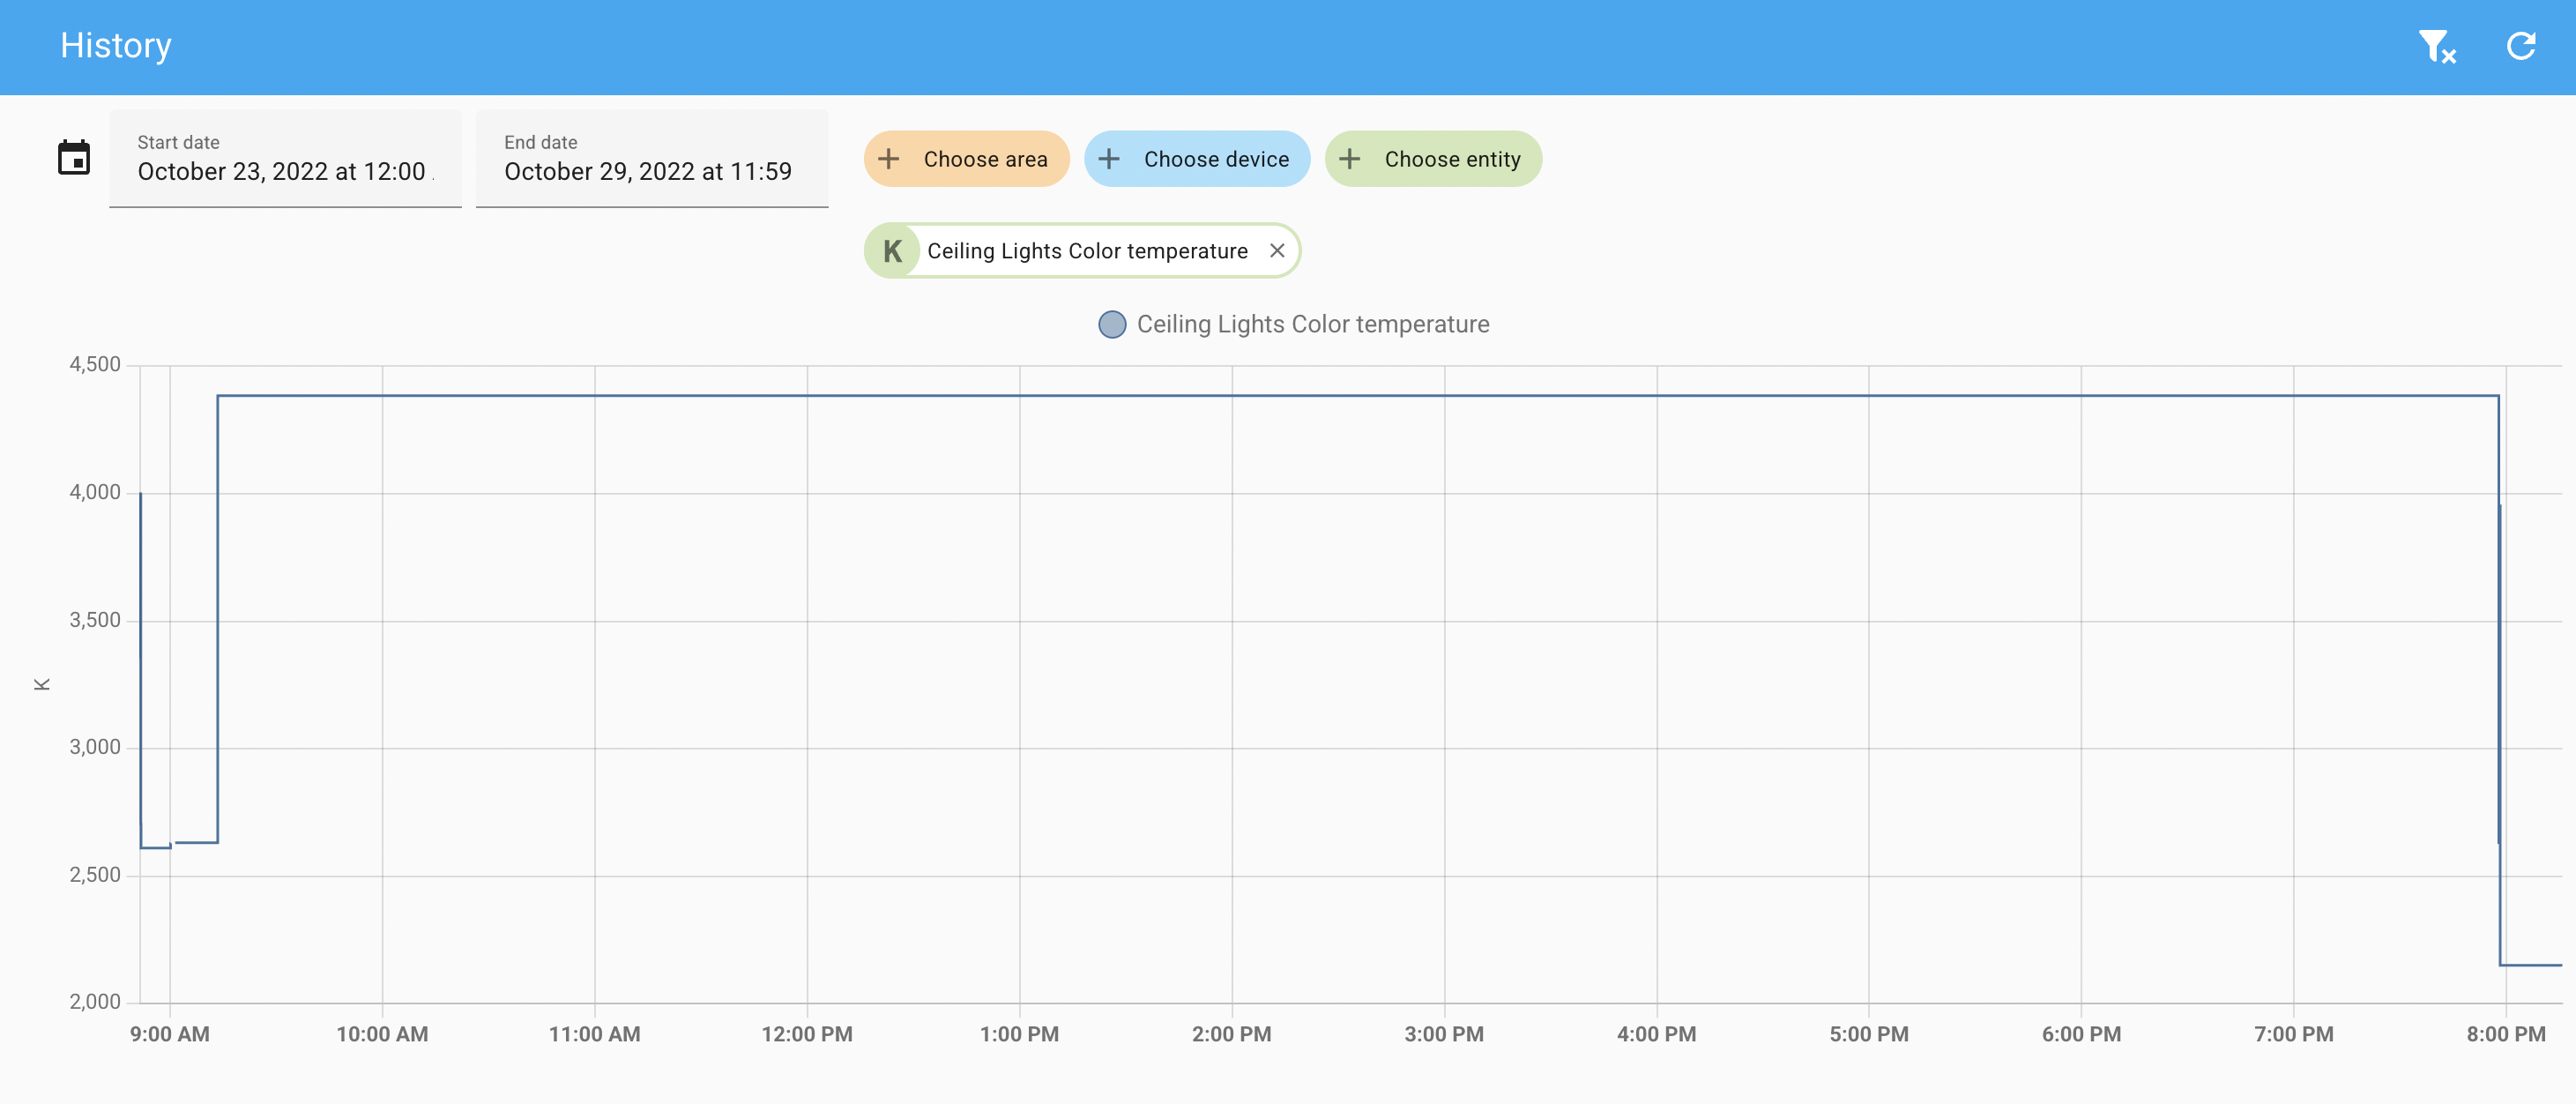 History
Start date
October 23, 2022 at 12:00
End date
October 29, 2022 at 11:59
Choose area
Choose device
Choose entity
K Ceiling Lights Color temperature
Ceiling Lights Color temperature
4,500
4,000
3,500
K
3,000
2,500
2,000
9:00 AM 10:00 AM 11:00 AM 12:00 PM 1:00 PM 2:00 PM 3:00 PM 4:00 PM 5:00 PM 6:00 PM 7:00 PM 8:00 PM